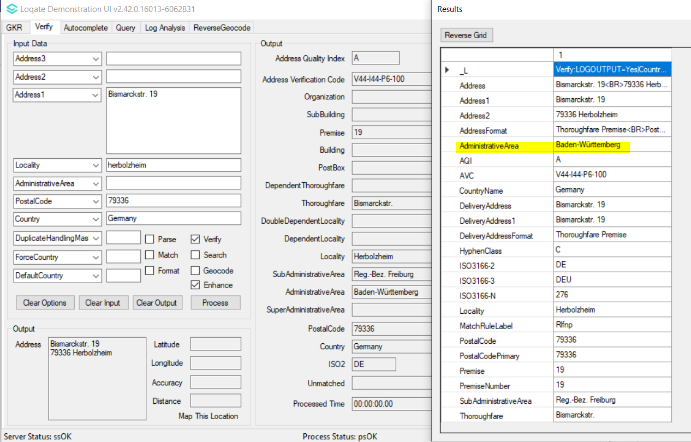 Loqate Demonstration UI v2.42.0.16013-6062831
GKR Verify Autocomplete Query Log Analysis ReverseGeocode
Input Data
Address3
Address2
Address1 Bismarckstr. 19
Locality herbolzheim
AdministrativeArea
PostalCode 79336
Country Germany
DuplicateHandlingMas Parse Verify
ForceCountry Match Search
DefaultCountry Format Geocode
Enhance
Clear Options Clear Input Clear Output Process
Output
Address Bismarckstr. 19
79336 Herbolzheim
Latitude
Longitude
Accuracy
Distance
Map This Location
Server Status: ssOK
Output
Address Quality Index A
Address Verification Code V44-I44-P6-100
Organization
SubBuilding
Premise 19
Building
PostBox
DependentThoroughfare
Thoroughfare Bismarckstr.
DoubleDependentLocality
DependentLocality
Locality Herbolzheim
SubAdministrativeArea Reg.-Bez. Freiburg
AdministrativeArea Baden-Württemberg
SuperAdministrativeArea
PostalCode 79336
Country Germany
ISO2 DE
Unmatched
Processed Time 00:00:00.00
Process Status: psOK
Results
Reverse Grid
1
_L Verify:LOGOUTPUT=Yes|Countr...
Address Bismarckstr. 19<BR>79336 Herb...
Address1 Bismarckstr. 19
Address2 79336 Herbolzheim
AddressFormat Thoroughfare Premise<BR>Post...
AdministrativeArea Baden-Württemberg
AQI A
AVC V44-I44-P6-100
CountryName Germany
DeliveryAddress Bismarckstr. 19
DeliveryAddress1 Bismarckstr. 19
DeliveryAddressFormat Thoroughfare Premise
HyphenClass C
ISO3166-2 DE
ISO3166-3 DEU
ISO3166-N 276
Locality Herbolzheim
MatchRuleLabel Rlfnp
PostalCode 79336
PostalCodePrimary 79336
Premise 19
PremiseNumber 19
SubAdministrativeArea Reg.-Bez. Freiburg
Thoroughfare Bismarckstr.